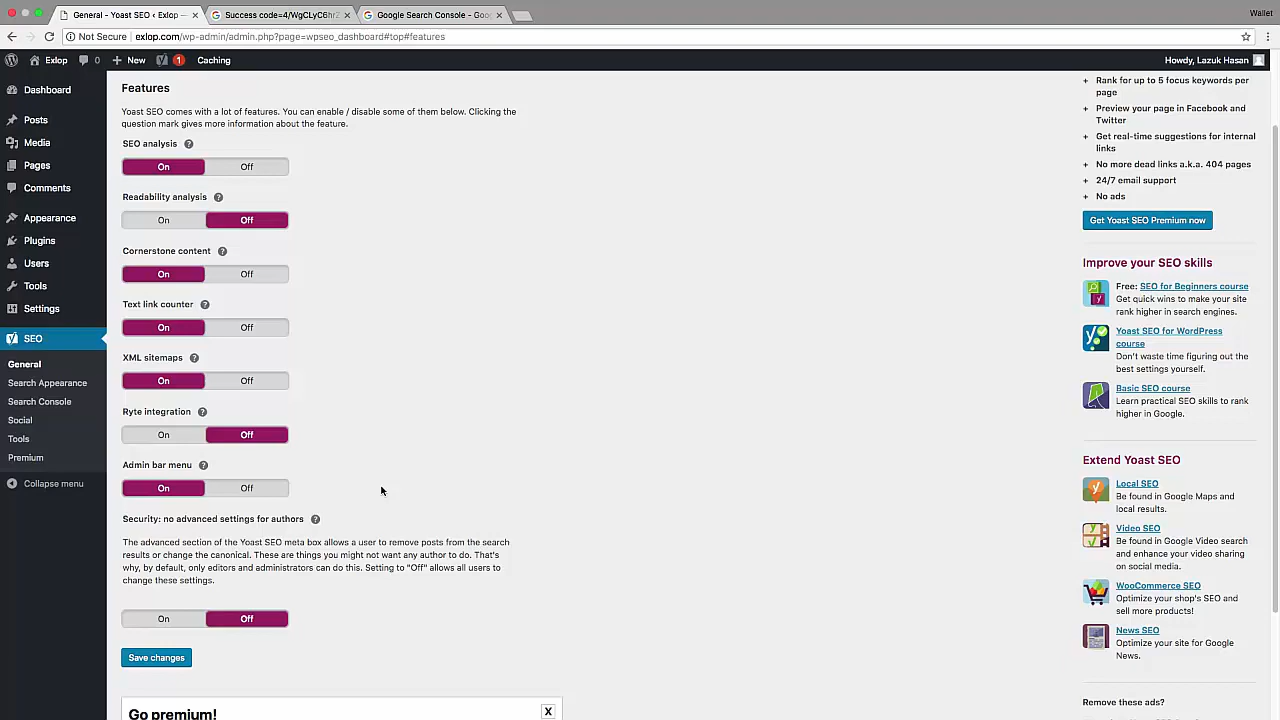 General - Yoast SEO ‹ Exlop —
Google Search Console - Goo
Wallet
Not Secure
exlop.com/wp-admin/admin.php?page=wpseo_dashboard#top#features
Exlop
0
New
1
Caching
Howdy, Lazuk Hasan
Dashboard
Posts
Media
Pages
Comments
Appearance
Plugins
Users
Tools
Settings
SEO
General
Search Appearance
Search Console
Social
Tools
Premium
Collapse menu
Features
Yoast SEO comes with a lot of features. You can enable / disable some of them below. Clicking the
question mark gives more information about the feature.
SEO analysis
On Off
Readability analysis
On Off
Cornerstone content
On Off
Text link counter
On Off
XML sitemaps
On Off
Ryte integration
On Off
Admin bar menu
On Off
Security: no advanced settings for authors
The advanced section of the Yoast SEO meta box allows a user to remove posts from the search
results or change the canonical. These are things you might not want any author to do. That's
why, by default, only editors and administrators can do this. Setting to "Off" allows all users to
change these settings.
On Off
Save changes
Go premium!
X
+ Rank for up to 5 focus keywords per
page
+ Preview your page in Facebook and
Twitter
+ Get real-time suggestions for internal
links
+ No more dead links a.k.a. 404 pages
+ 24/7 email support
+ No ads
Get Yoast SEO Premium now
Improve your SEO skills
Free: SEO for Beginners course
Get quick wins to make your site
rank higher in search engines.
Yoast SEO for WordPress
course
Don't waste time figuring out the
best settings yourself.
Basic SEO course
Learn practical SEO skills to rank
higher in Google.
Extend Yoast SEO
Local SEO
Be found in Google Maps and
local results.
Video SEO
Be found in Google Video search
and enhance your video sharing
on social media.
WooCommerce SEO
Optimize your shop's SEO and
sell more products!
News SEO
Optimize your site for Google
News.
Remove these ads?